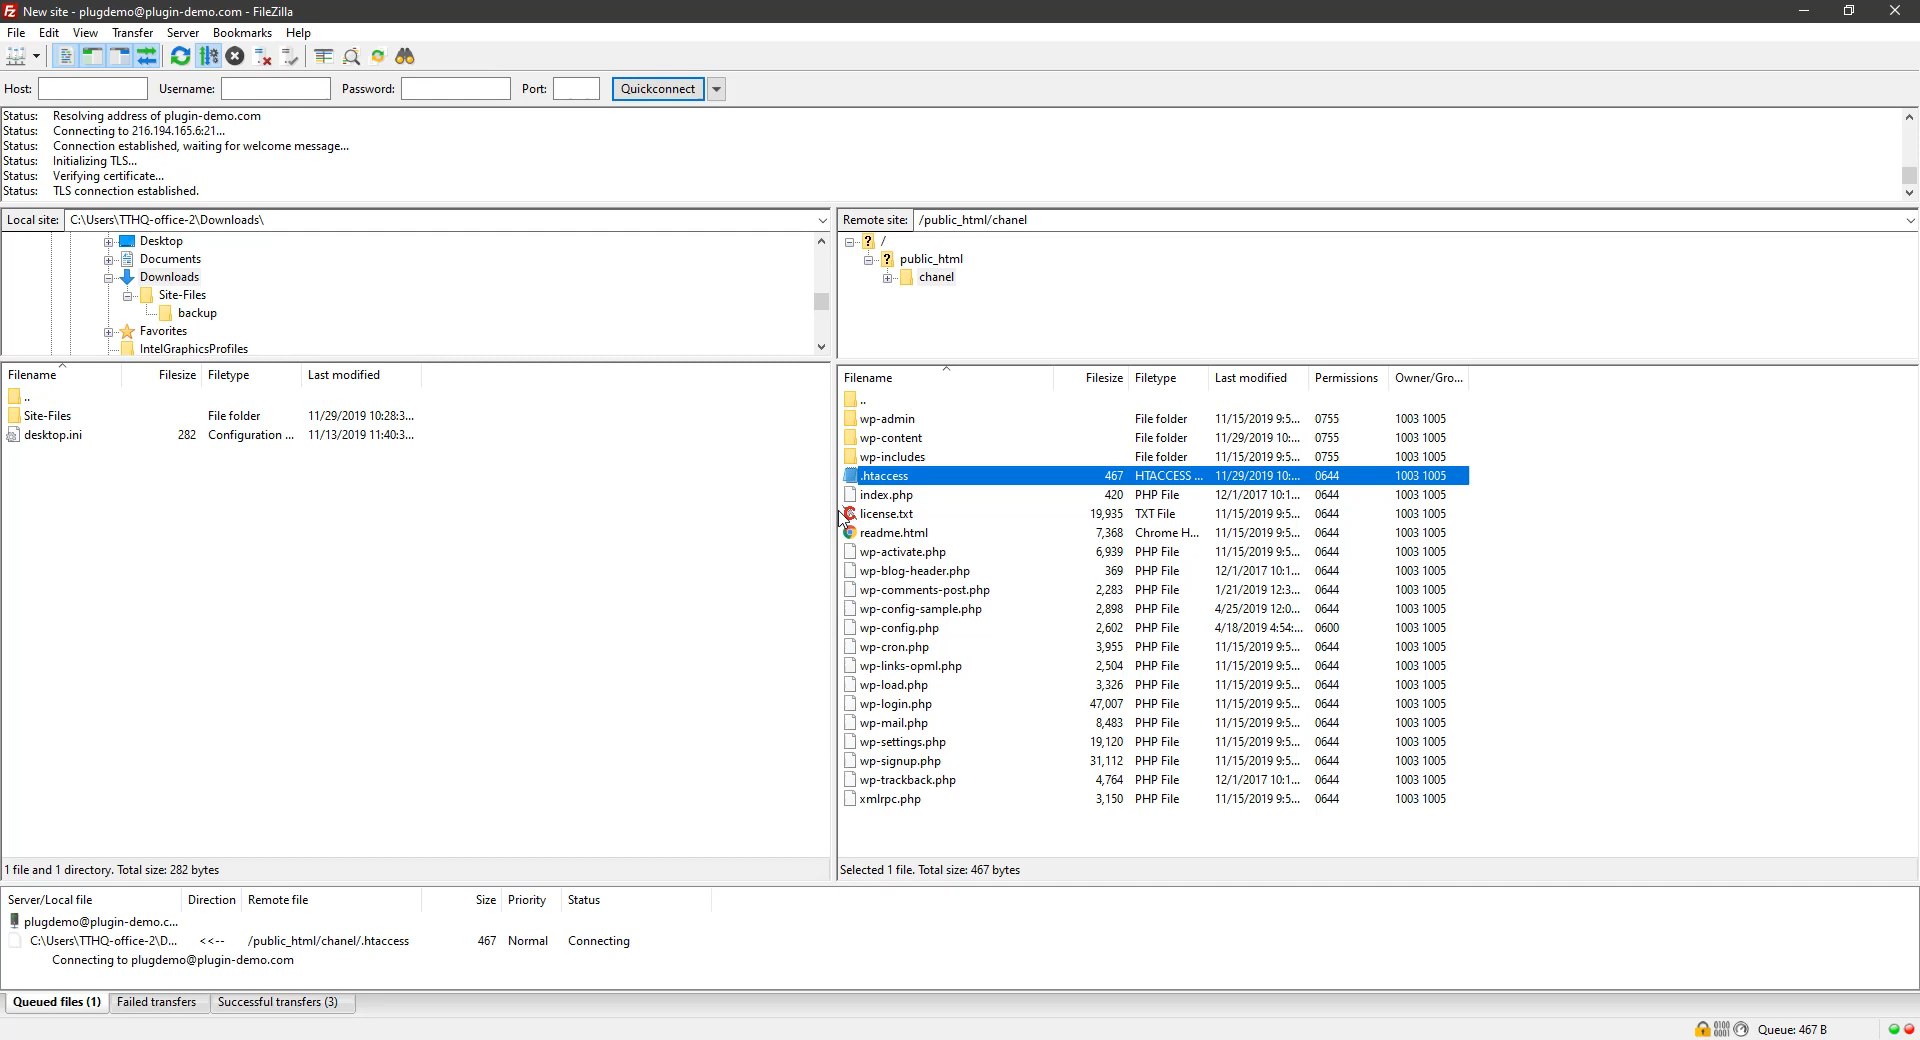 New site - plugdemo@plugin-demo.com - FileZilla
File Edit View Transfer Server Bookmarks Help
Host: Username: Password: Port: Quickconnect
Status: Resolving address of plugin-demo.com
Status: Connecting to 216.194.165.6:21...
Status: Connection established, waiting for welcome message...
Status: Initializing TLS...
Status: Verifying certificate...
Status: TLS connection established.
Local site: C:\Users\TTHQ-office-2\Downloads\
Desktop
Documents
Downloads
Site-Files
backup
Favorites
IntelGraphicsProfiles
Filename Filesize Filetype Last modified
..
Site-Files File folder 11/29/2019 10:28:3...
desktop.ini 282 Configuration ... 11/13/2019 11:40:3...
1 file and 1 directory. Total size: 282 bytes
Remote site: /public_html/chanel
/
public_html
chanel
Filename Filesize Filetype Last modified Permissions Owner/Gro...
..
wp-admin File folder 11/15/2019 9:5... 0755 1003 1005
wp-content File folder 11/29/2019 10:... 0755 1003 1005
wp-includes File folder 11/15/2019 9:5... 0755 1003 1005
.htaccess 467 HTACCESS ... 11/29/2019 10:... 0644 1003 1005
index.php 420 PHP File 12/1/2017 10:1... 0644 1003 1005
license.txt 19,935 TXT File 11/15/2019 9:5... 0644 1003 1005
readme.html 7,368 Chrome H... 11/15/2019 9:5... 0644 1003 1005
wp-activate.php 6,939 PHP File 11/15/2019 9:5... 0644 1003 1005
wp-blog-header.php 369 PHP File 12/1/2017 10:1... 0644 1003 1005
wp-comments-post.php 2,283 PHP File 1/21/2019 12:3... 0644 1003 1005
wp-config-sample.php 2,898 PHP File 4/25/2019 12:0... 0644 1003 1005
wp-config.php 2,602 PHP File 4/18/2019 4:54:... 0600 1003 1005
wp-cron.php 3,955 PHP File 11/15/2019 9:5... 0644 1003 1005
wp-links-opml.php 2,504 PHP File 11/15/2019 9:5... 0644 1003 1005
wp-load.php 3,326 PHP File 11/15/2019 9:5... 0644 1003 1005
wp-login.php 47,007 PHP File 11/15/2019 9:5... 0644 1003 1005
wp-mail.php 8,483 PHP File 11/15/2019 9:5... 0644 1003 1005
wp-settings.php 19,120 PHP File 11/15/2019 9:5... 0644 1003 1005
wp-signup.php 31,112 PHP File 11/15/2019 9:5... 0644 1003 1005
wp-trackback.php 4,764 PHP File 12/1/2017 10:1... 0644 1003 1005
xmlrpc.php 3,150 PHP File 11/15/2019 9:5... 0644 1003 1005
Selected 1 file. Total size: 467 bytes
Server/Local file Direction Remote file Size Priority Status
plugdemo@plugin-demo.c...
C:\Users\TTHQ-office-2\D... <<-- /public_html/chanel/.htaccess 467 Normal Connecting
Connecting to plugdemo@plugin-demo.com
Queued files (1) Failed transfers Successful transfers (3)
Queue: 467 B